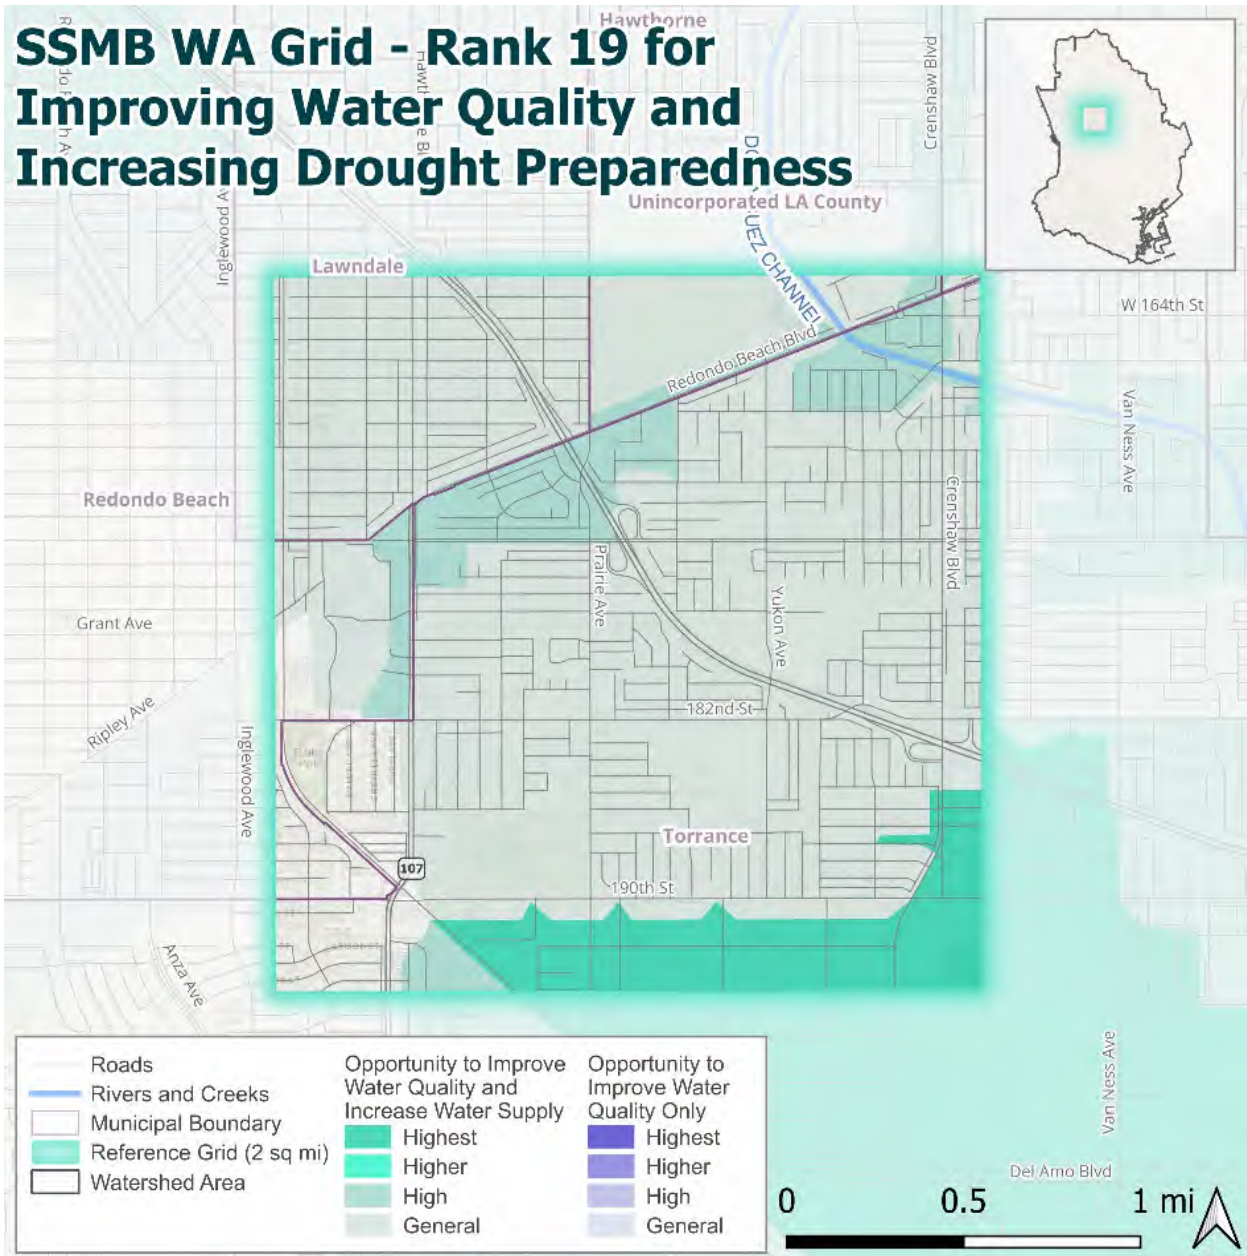 SSMB WA Grid - Rank 19 for
Improving Water Quality and
Increasing Drought Preparedness
Hawthorne
Crenshaw Blvd
Inglewood A
Unincorporated LA County
UEZ CHANNEL
Lawndale
W 164th St
Redondo Beach Blvd
Van Ness Ave
Redondo Beach
Crenshaw Blvd
Prairie Ave
Yukon Ave
Grant Ave
Ripley Ave
182nd St
Inglewood Ave
Torrance
107
190th St
Anza Ave
Van Ness Ave
Del Amo Blvd
Roads
Rivers and Creeks
Municipal Boundary
Reference Grid (2 sq mi)
Watershed Area
Opportunity to Improve
Water Quality and
Increase Water Supply
Highest
Higher
High
General
Opportunity to
Improve Water
Quality Only
Highest
Higher
High
General
0 0.5 1 mi